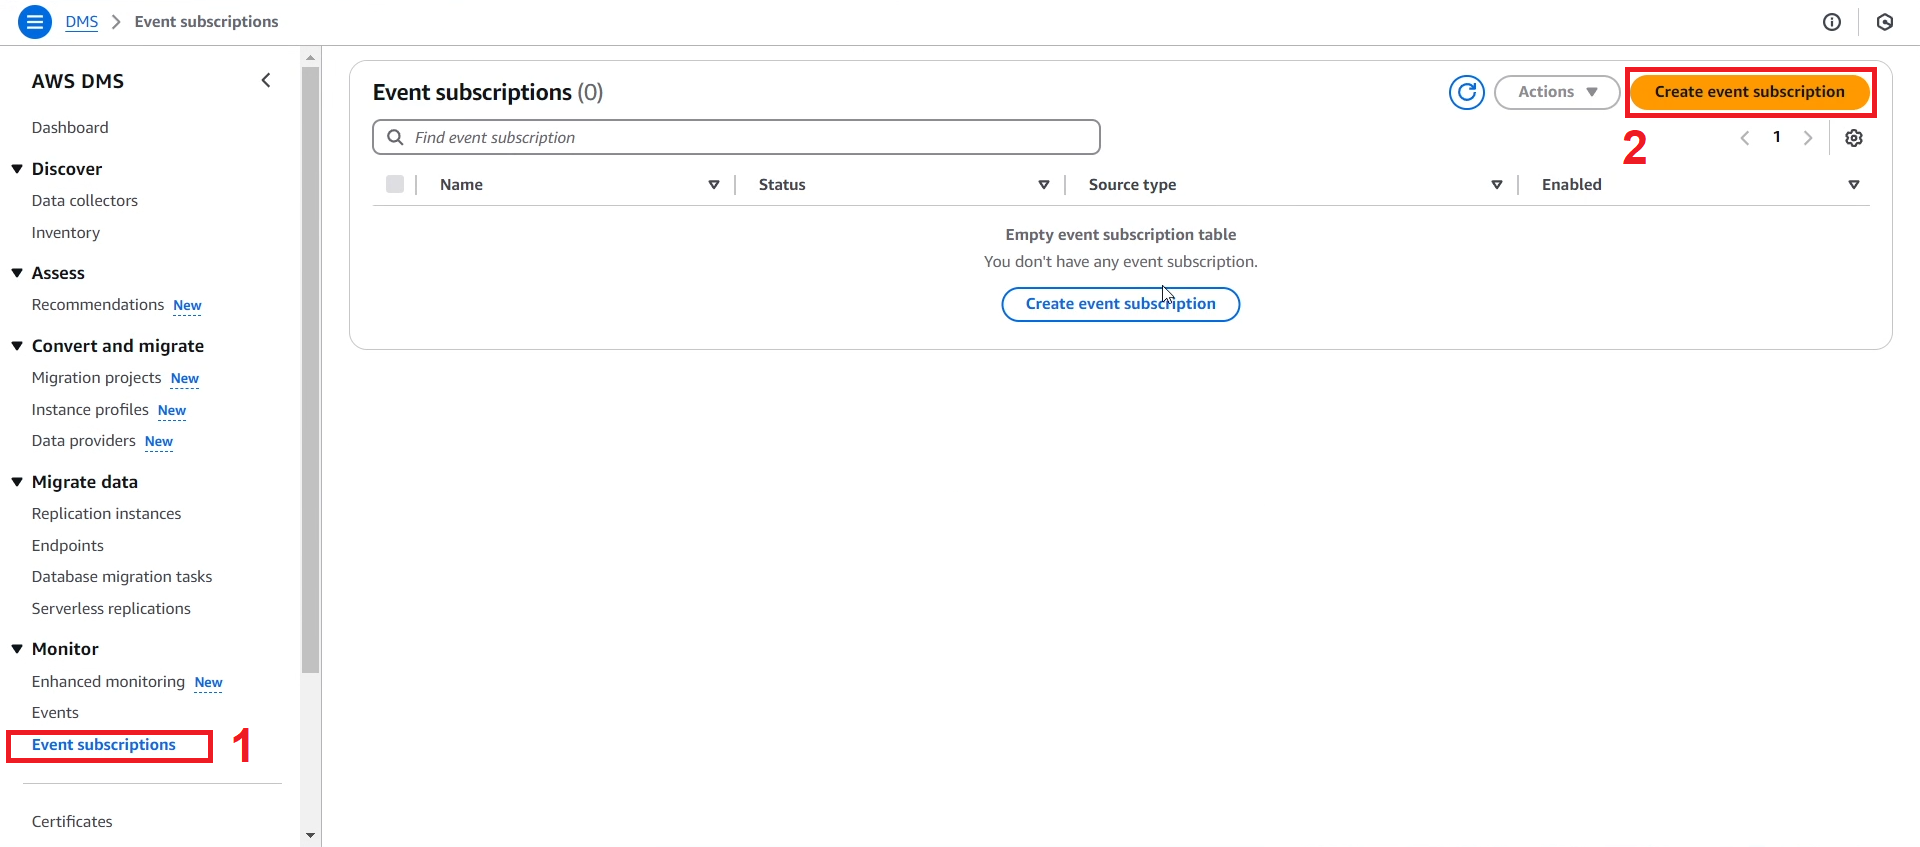 DMS > Event subscriptions
AWS DMS
Dashboard
Discover
Data collectors
Inventory
Assess
Recommendations New
Convert and migrate
Migration projects New
Instance profiles New
Data providers New
Migrate data
Replication instances
Endpoints
Database migration tasks
Serverless replications
Monitor
Enhanced monitoring New
Events
Event subscriptions 1
Certificates
Event subscriptions (0)
Actions
Create event subscription
2
Find event subscription
1
Name Status Source type Enabled
Empty event subscription table
You don't have any event subscription.
Create event subscription